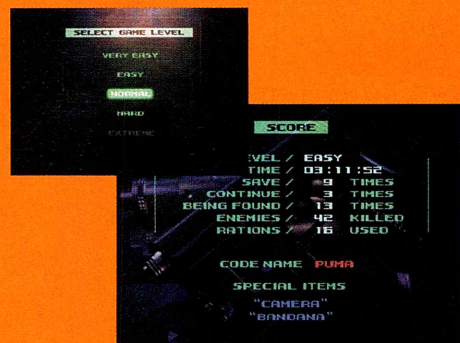 SELECT GAME LEVEL
VERY EASY
EASY
NORMAL
HARD
EXTREME
SCORE
EVEL / EASY
TIME / 03:11:52
SAVE / 9 TIMES
CONTINUE / 3 TIMES
BEING FOUND / 13 TIMES
ENEMIES / 42 KILLED
RATIONS / 16 USED
CODE NAME PUMA
SPECIAL ITEMS
"CAMERA"
"BANDANA"